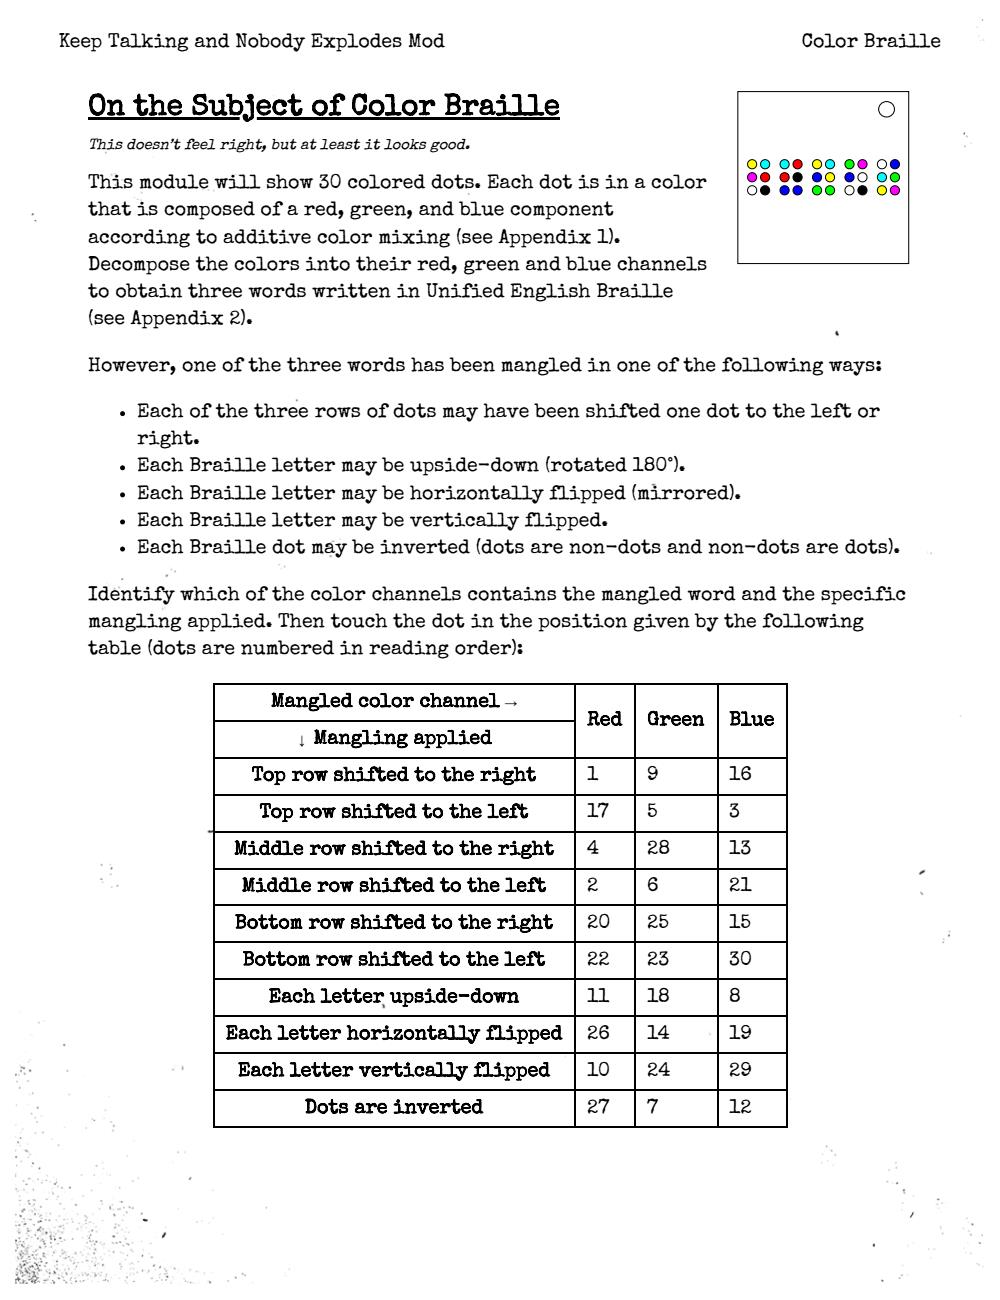 Keep Talking and Nobody Explodes Mod Color Braille
On the Subject of Color Braille
This doesn't feel right, but at least it looks good.
This module will show 30 colored dots. Each dot is in a color
that is composed of a red, green, and blue component
according to additive color mixing (see Appendix 1).
Decompose the colors into their red, green and blue channels
to obtain three words written in Unified English Braille
(see Appendix 2).
However, one of the three words has been mangled in one of the following ways:
• Each of the three rows of dots may have been shifted one dot to the left or
right.
• Each Braille letter may be upside-down (rotated 180°).
• Each Braille letter may be horizontally flipped (mirrored).
• Each Braille letter may be vertically flipped.
• Each Braille dot may be inverted (dots are non-dots and non-dots are dots).
Identify which of the color channels contains the mangled word and the specific
mangling applied. Then touch the dot in the position given by the following
table (dots are numbered in reading order):
Mangled color channel → Red Green Blue
↓ Mangling applied
Top row shifted to the right 1 9 16
Top row shifted to the left 17 5 3
Middle row shifted to the right 4 28 13
Middle row shifted to the left 2 6 21
Bottom row shifted to the right 20 25 15
Bottom row shifted to the left 22 23 30
Each letter upside-down 11 18 8
Each letter horizontally flipped 26 14 19
Each letter vertically flipped 10 24 29
Dots are inverted 27 7 12